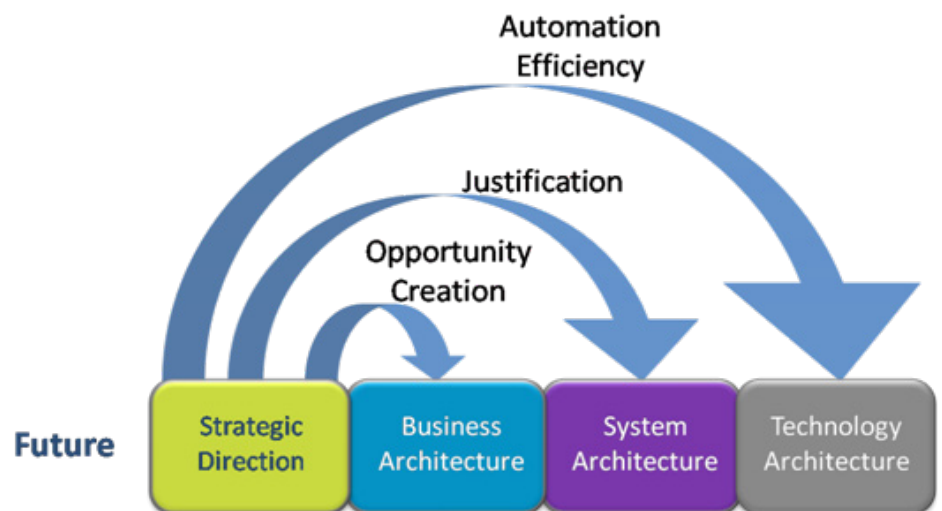 Automation
Efficiency
Justification
Opportunity
Creation
Future
Strategic
Direction
Business
Architecture
System
Architecture
Technology
Architecture